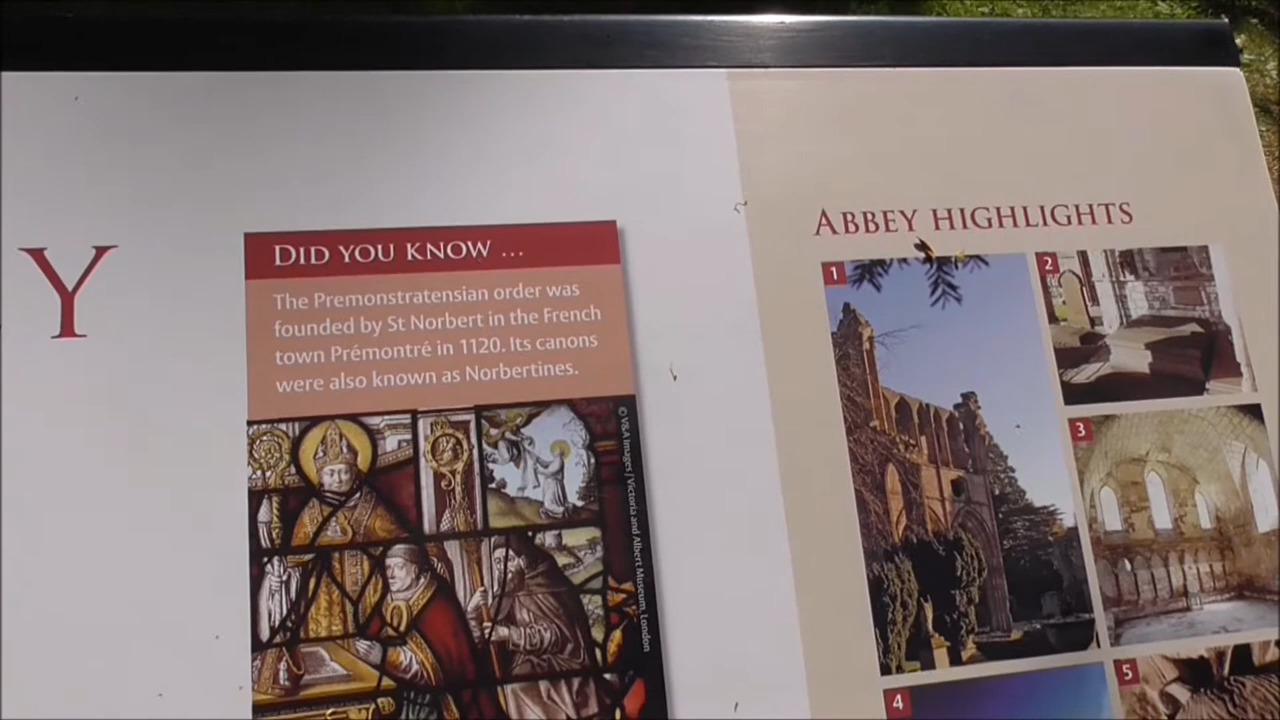 Y
DID YOU KNOW ...
The Premonstratensian order was
founded by St Norbert in the French
town Prémontré in 1120. Its canons
were also known as Norbertines.
© V&A Images / Victoria and Albert Museum, London
ABBEY HIGHLIGHTS
1
2
3
4
5